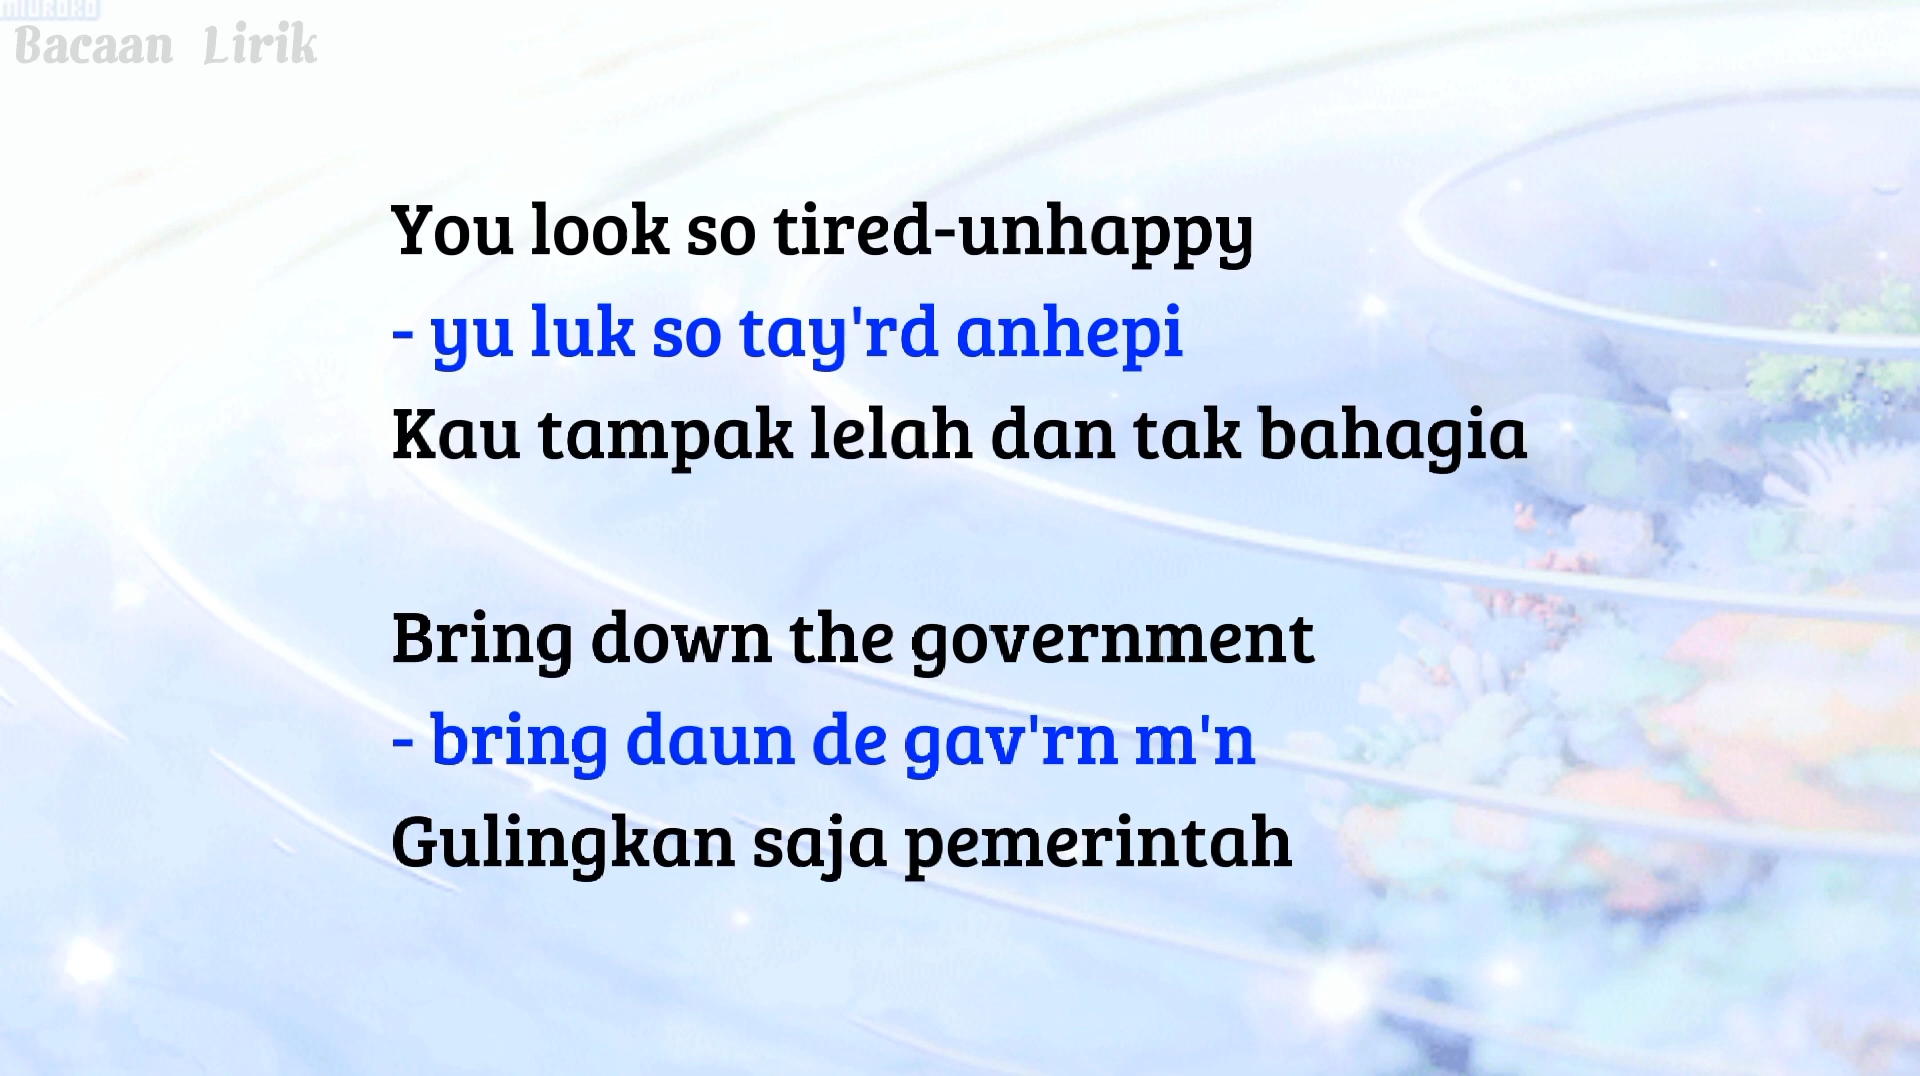 MIUROKO
Bacaan Lirik
You look so tired-unhappy
- yu luk so tay'rd anhepi
Kau tampak lelah dan tak bahagia
Bring down the government
- bring daun de gav'rn m'n
Gulingkan saja pemerintah